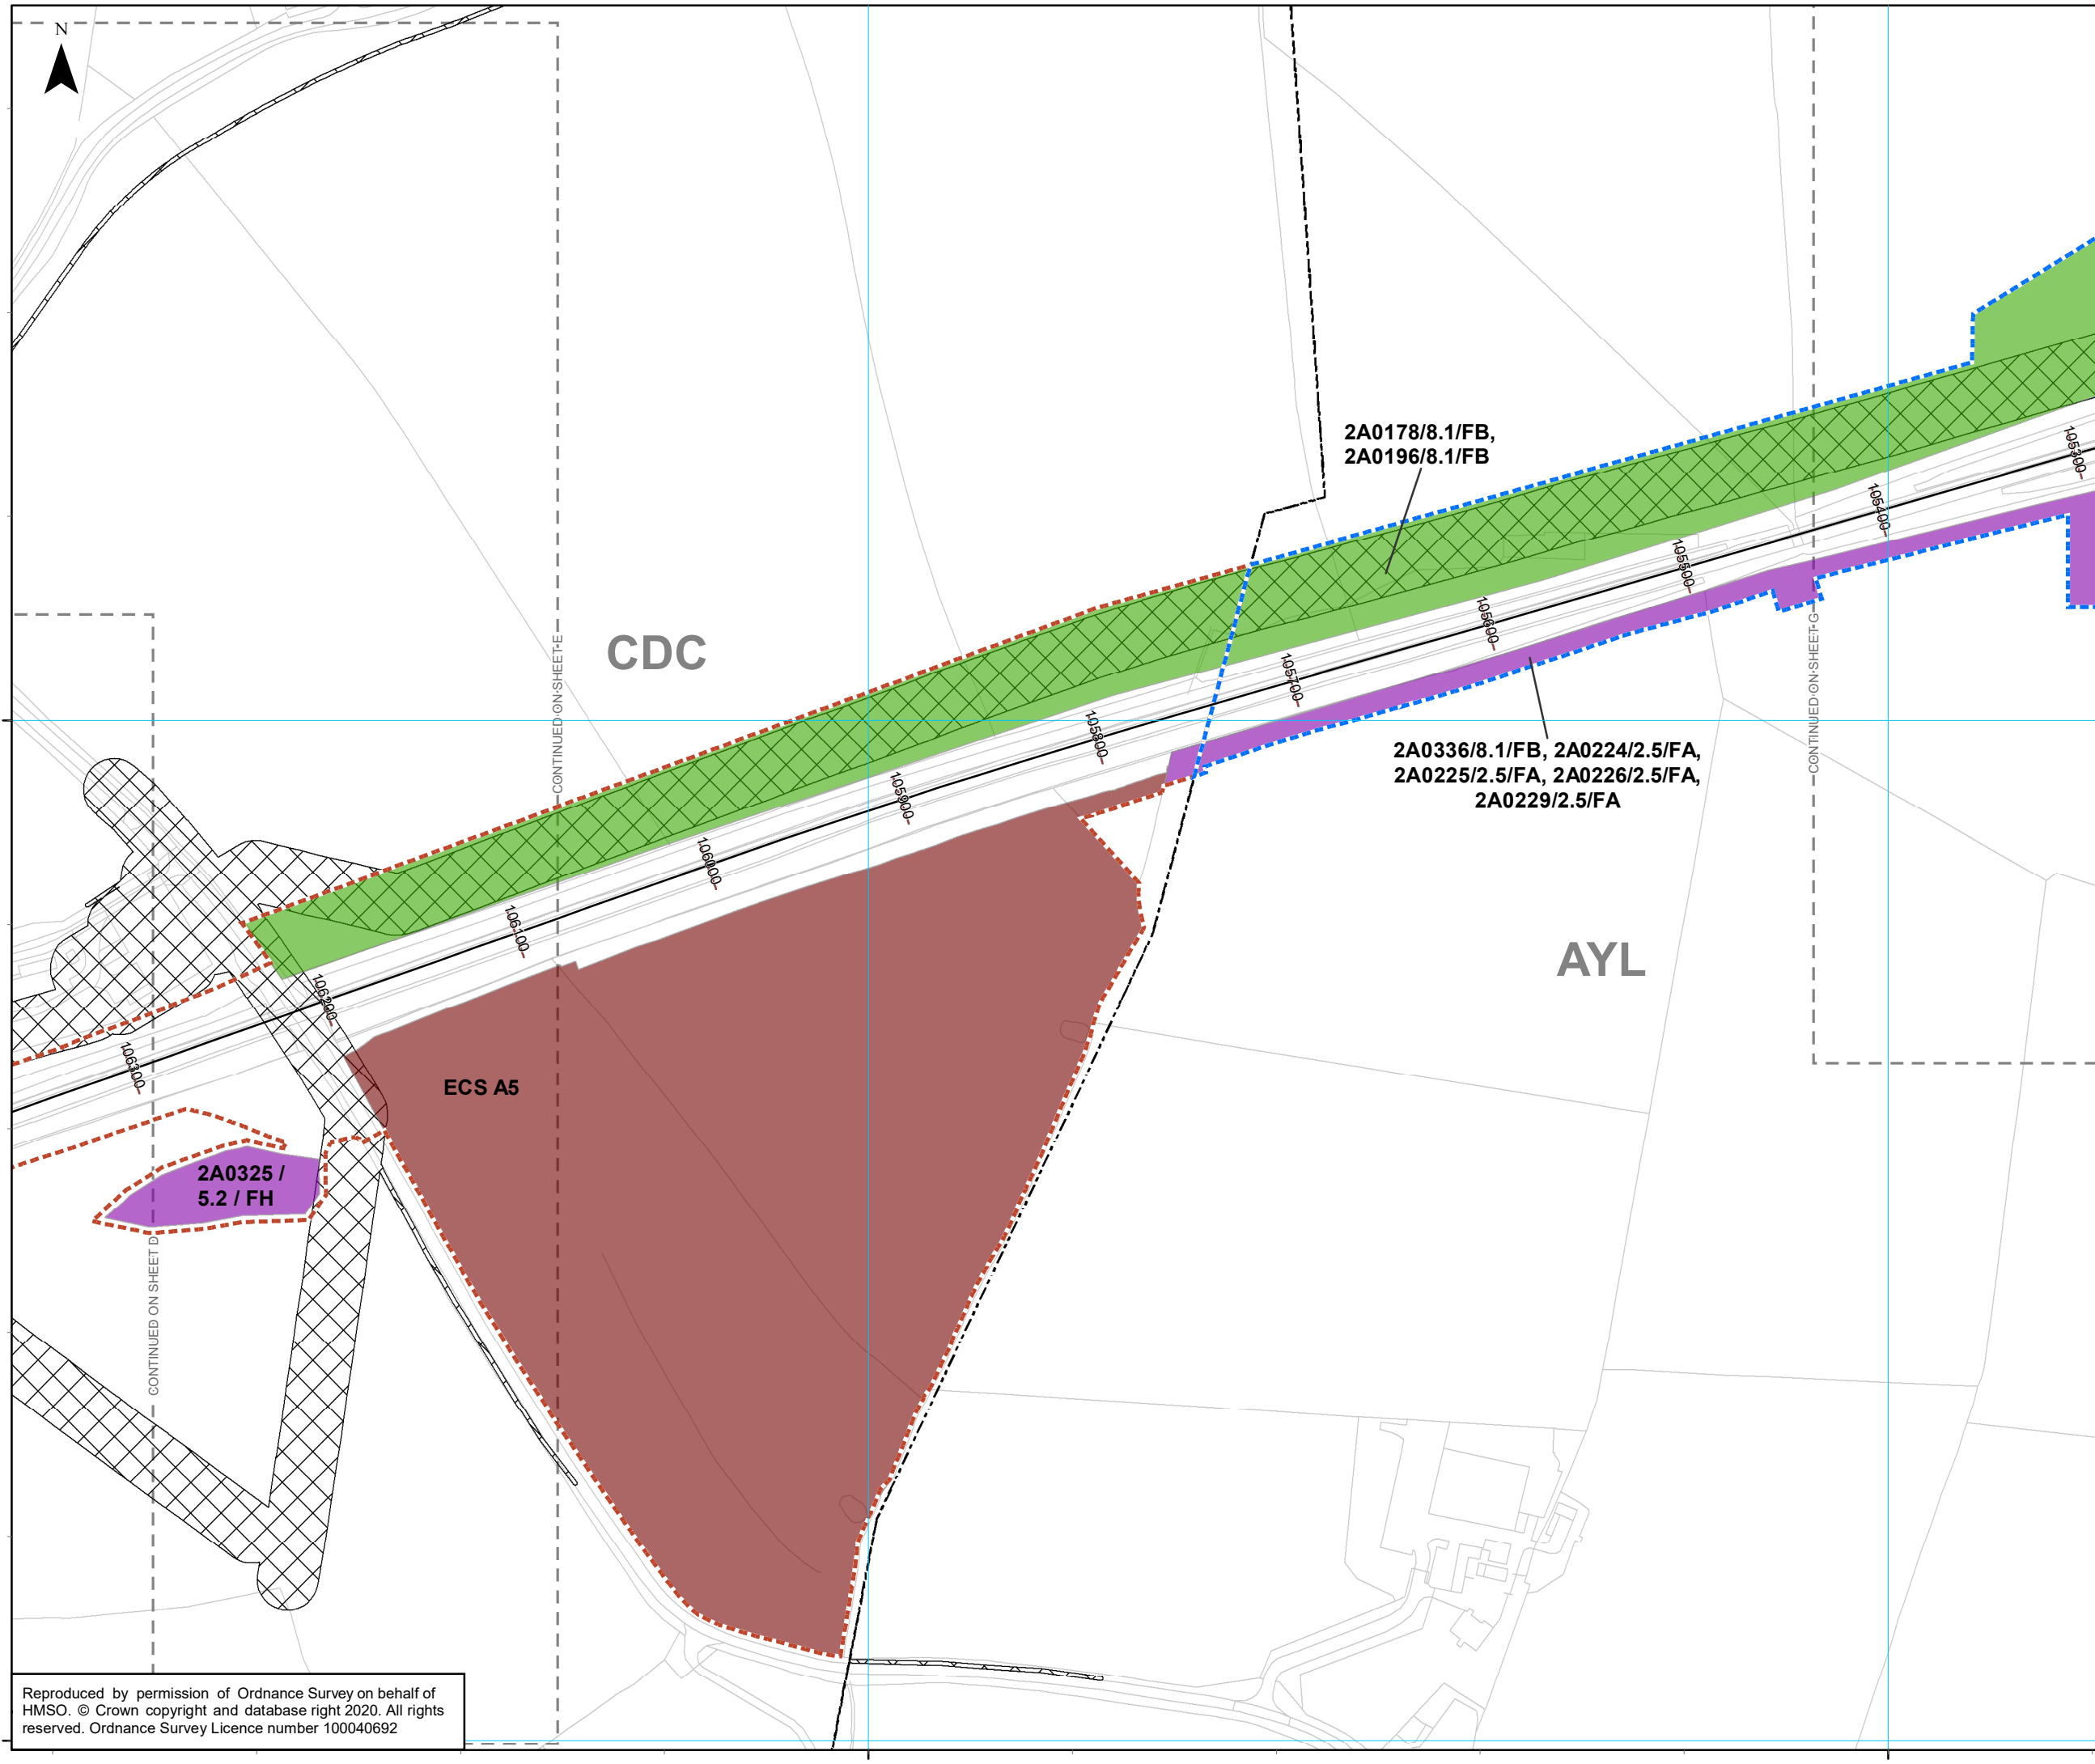 N
CONTINUED ON SHEET E
CDC
2A0178/8.1/FB,
2A0196/8.1/FB
105300
105400
105500
105600
105700
105800
105900
106000
106100
106200
106300
CONTINUED ON SHEET G
2A0336/8.1/FB, 2A0224/2.5/FA,
2A0225/2.5/FA, 2A0226/2.5/FA,
2A0229/2.5/FA
AYL
ECS A5
2A0325 /
5.2 / FH
CONTINUED ON SHEET D
Reproduced by permission of Ordnance Survey on behalf of
HMSO. © Crown copyright and database right 2020. All rights
reserved. Ordnance Survey Licence number 100040692